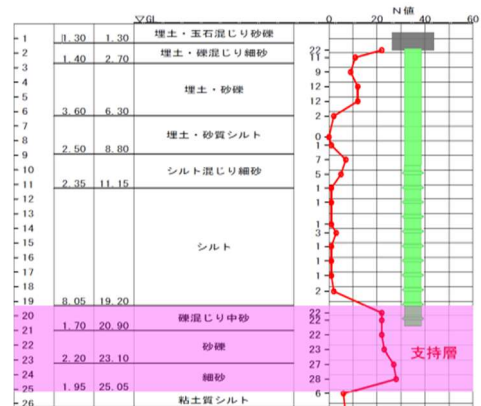 N 値
▽GL
0 20 40 60
1 1.30 1.30 埋土・玉石混じり砂礫
2 1.40 2.70 埋土・礫混じり細砂 22
3 11
4 埋土・砂礫 9
5 12
6 3.60 6.30 12
7 2
8 埋土・砂質シルト 0
9 2.50 8.80 1
10 シルト混じり細砂 7
11 2.35 11.15 5
12 1
13 1
14 1
15 シルト 3
16 1
17 1
18 1
19 8.05 19.20 2
20 礫混じり中砂 22
21 1.70 20.90 22
22 砂礫 22
23 2.20 23.10 23 支持層
24 細砂 27
25 1.95 25.05 28
26 粘土質シルト 6